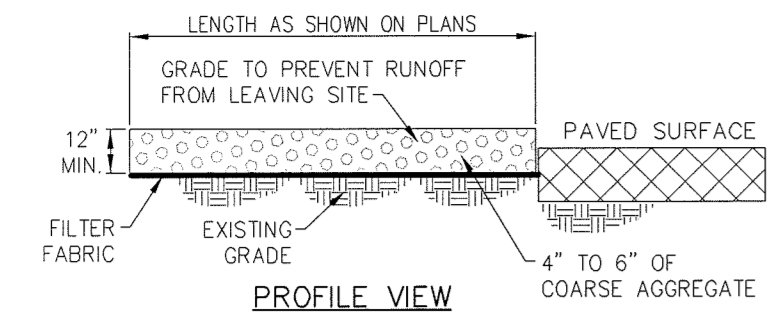 LENGTH AS SHOWN ON PLANS
GRADE TO PREVENT RUNOFF
FROM LEAVING SITE
12"
MIN.
PAVED SURFACE
FILTER
FABRIC
EXISTING
GRADE
4" TO 6" OF
COARSE AGGREGATE
PROFILE VIEW